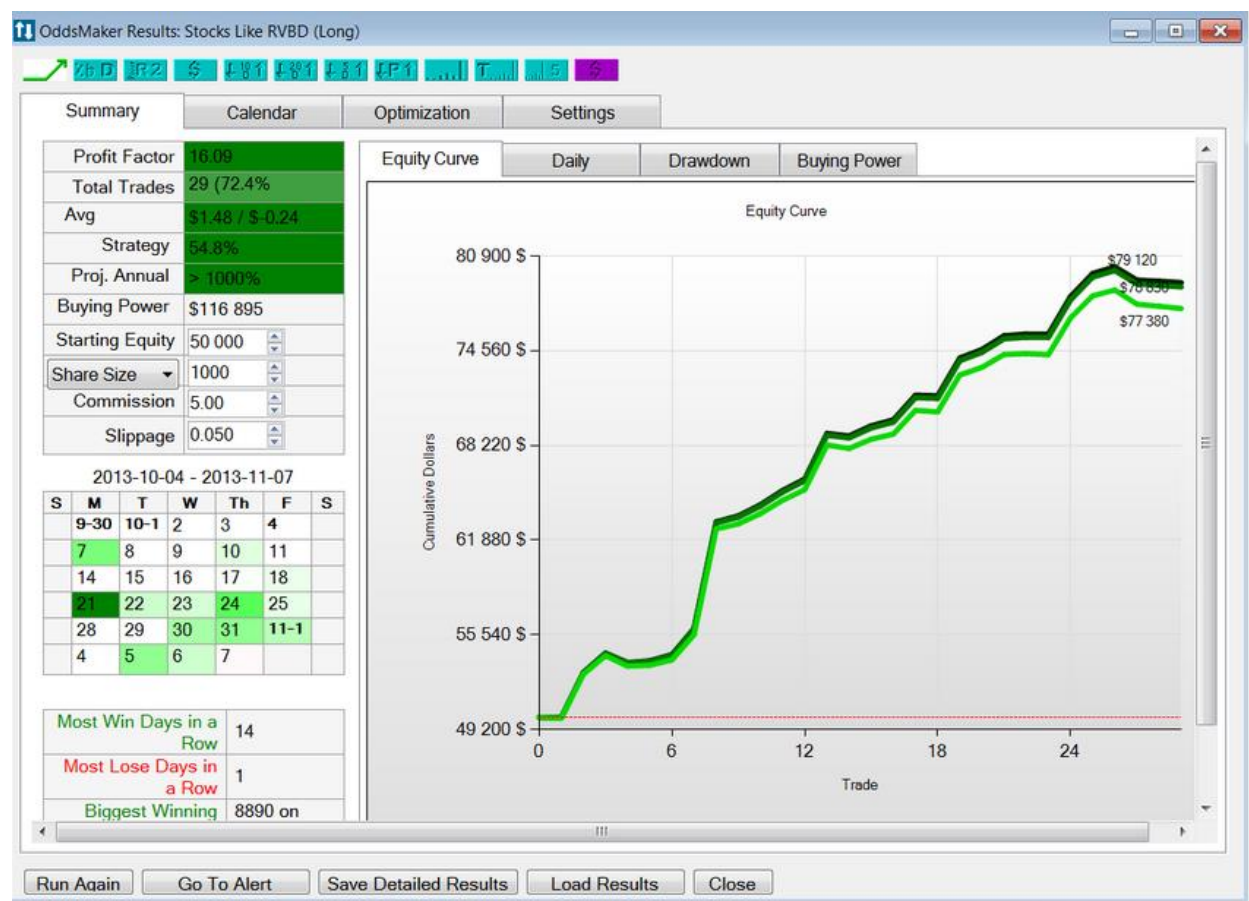 OddsMaker Results: Stocks Like RVBD (Long)
Summary Calendar Optimization Settings
Profit Factor 16.09
Total Trades 29 (72.4%
Avg $1.48 / $-0.24
Strategy 54.8%
Proj. Annual > 1000%
Buying Power $116 895
Starting Equity 50 000
Share Size 1000
Commission 5.00
Slippage 0.050
2013-10-04 - 2013-11-07
S M T W Th F S
9-30 10-1 2 3 4
7 8 9 10 11
14 15 16 17 18
21 22 23 24 25
28 29 30 31 11-1
4 5 6 7
Most Win Days in a
Row
14
Most Lose Days in
a Row
1
Biggest Winning 8890 on
Equity Curve Daily Drawdown Buying Power
Equity Curve
80 900 $
74 560 $
68 220 $
61 880 $
55 540 $
49 200 $
Cumulative Dollars
$79 120
$77 380
0 6 12 18 24
Trade
Run Again Go To Alert Save Detailed Results Load Results Close